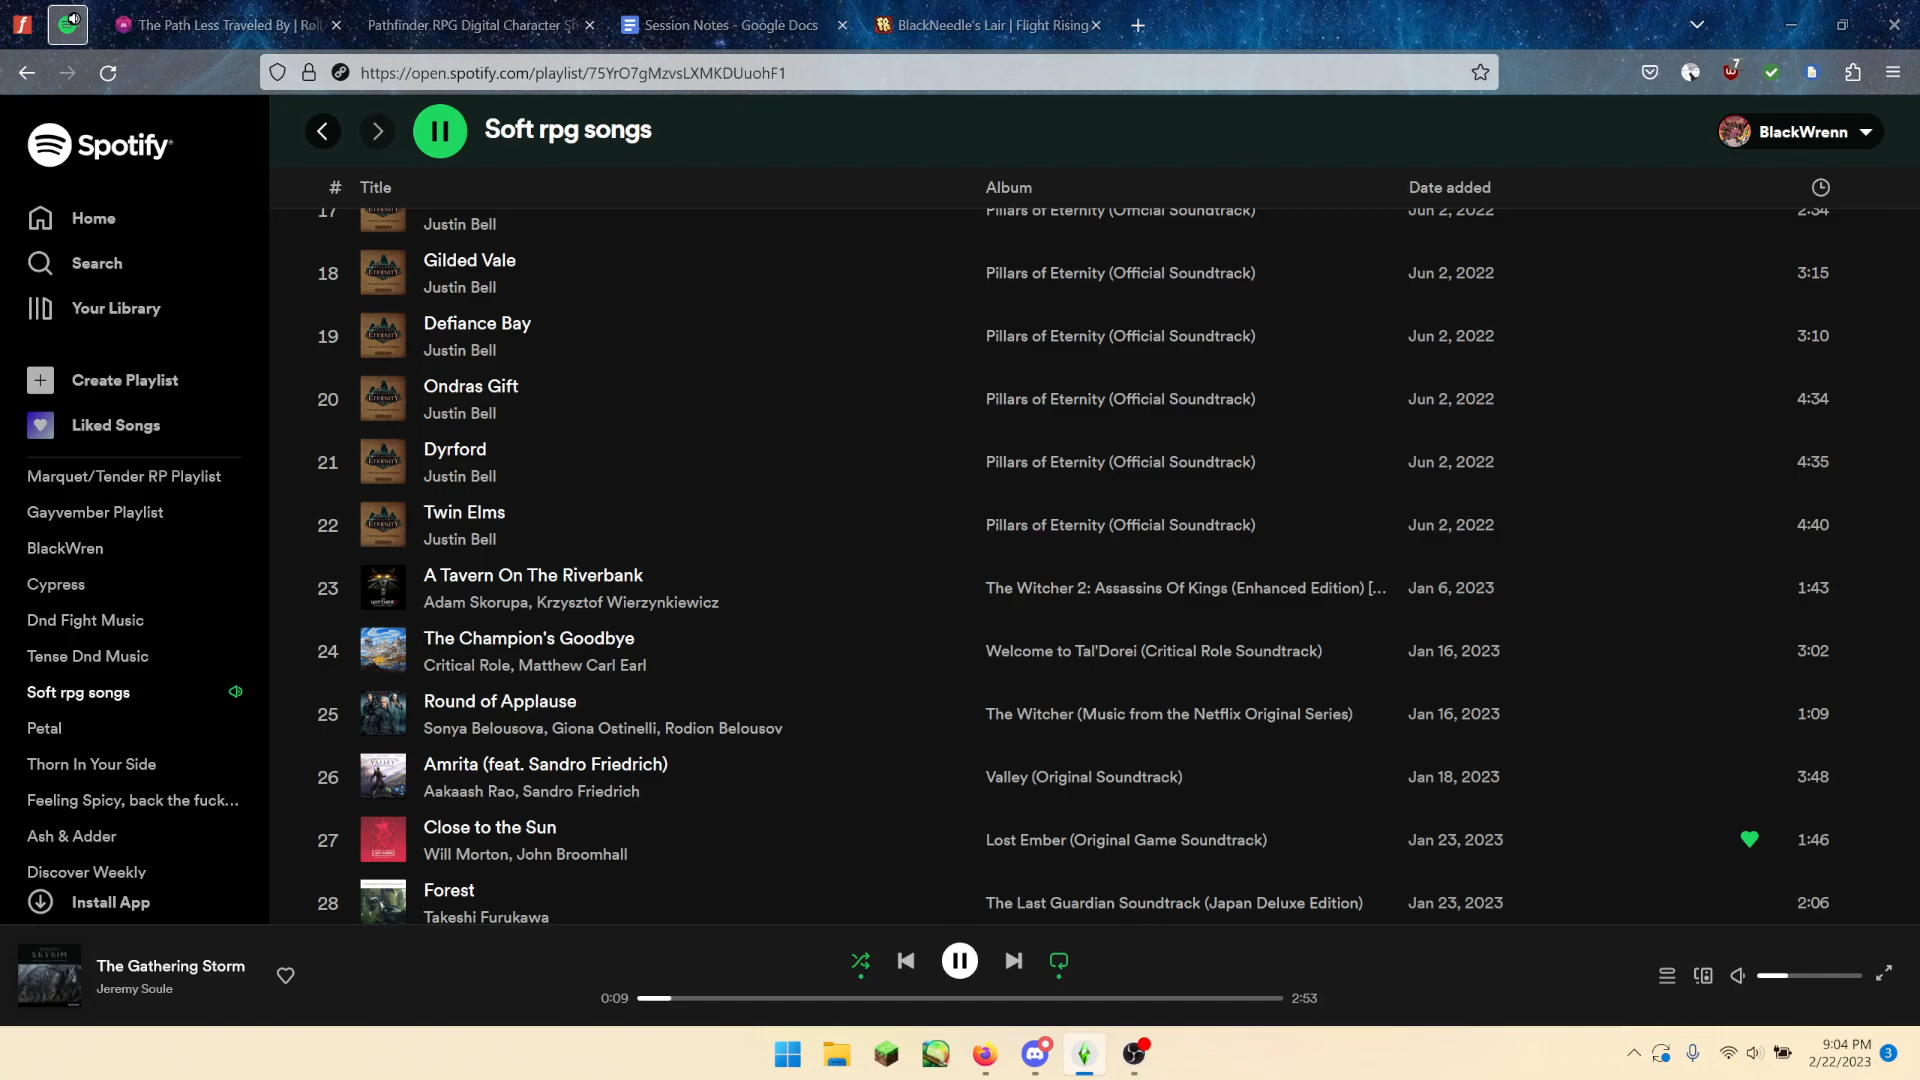 The Path Less Traveled By | Roll
Pathfinder RPG Digital Character Sh
Session Notes - Google Docs
BlackNeedle's Lair | Flight Rising
https://open.spotify.com/playlist/75YrO7gMzvsLXMKDUuohF1
7
Spotify
Home
Search
Your Library
Create Playlist
Liked Songs
Marquet/Tender RP Playlist
Gayvember Playlist
BlackWren
Cypress
Dnd Fight Music
Tense Dnd Music
Soft rpg songs
Petal
Thorn In Your Side
Feeling Spicy, back the fuck...
Ash & Adder
Discover Weekly
Install App
Soft rpg songs
BlackWrenn
# Title Album Date added
17 Justin Bell Pillars of Eternity (Official Soundtrack) Jun 2, 2022 2:34
18 Gilded Vale Pillars of Eternity (Official Soundtrack) Jun 2, 2022 3:15
Justin Bell
19 Defiance Bay Pillars of Eternity (Official Soundtrack) Jun 2, 2022 3:10
Justin Bell
20 Ondras Gift Pillars of Eternity (Official Soundtrack) Jun 2, 2022 4:34
Justin Bell
21 Dyrford Pillars of Eternity (Official Soundtrack) Jun 2, 2022 4:35
Justin Bell
22 Twin Elms Pillars of Eternity (Official Soundtrack) Jun 2, 2022 4:40
Justin Bell
23 A Tavern On The Riverbank The Witcher 2: Assassins Of Kings (Enhanced Edition) [... Jan 6, 2023 1:43
Adam Skorupa, Krzysztof Wierzynkiewicz
24 The Champion's Goodbye Welcome to Tal'Dorei (Critical Role Soundtrack) Jan 16, 2023 3:02
Critical Role, Matthew Carl Earl
25 Round of Applause The Witcher (Music from the Netflix Original Series) Jan 16, 2023 1:09
Sonya Belousova, Giona Ostinelli, Rodion Belousov
26 Amrita (feat. Sandro Friedrich) Valley (Original Soundtrack) Jan 18, 2023 3:48
Aakaash Rao, Sandro Friedrich
27 Close to the Sun Lost Ember (Original Game Soundtrack) Jan 23, 2023 1:46
Will Morton, John Broomhall
28 Forest The Last Guardian Soundtrack (Japan Deluxe Edition) Jan 23, 2023 2:06
Takeshi Furukawa
SKYRIM
The Gathering Storm
Jeremy Soule
0:09 2:53
9:04 PM
2/22/2023
3